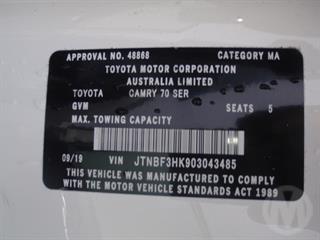 APPROVAL NO. 48868 CATEGORY MA
TOYOTA MOTOR CORPORATION
AUSTRALIA LIMITED
TOYOTA CAMRY 70 SER
GVM SEATS 5
MAX. TOWING CAPACITY
09/19 VIN JTNBF3HK903043485
THIS VEHICLE WAS MANUFACTURED TO COMPLY
WITH THE MOTOR VEHICLE STANDARDS ACT 1989